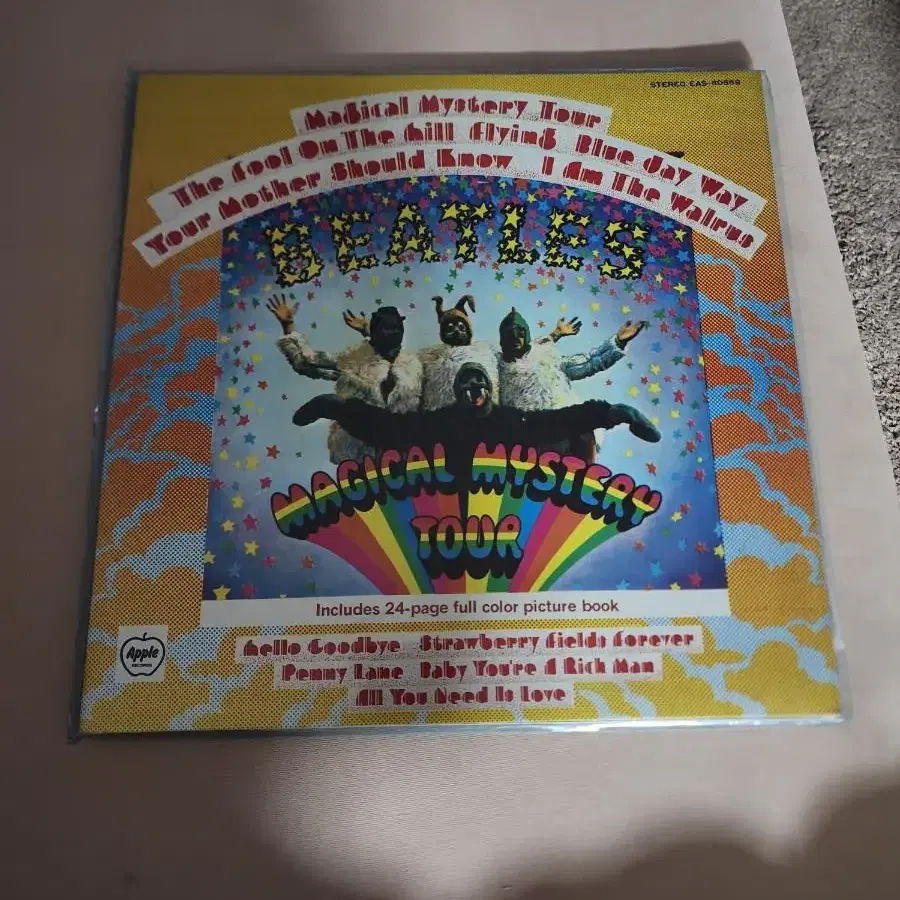 STEREO EAS-80569
Magical Mystery Tour
The Fool On The Hill Flying Blue Jay Way
Your Mother Should Know I Am The Walrus
BEATLES
MAGICAL MYSTERY
TOUR
Includes 24-page full color picture book
Hello Goodbye Strawberry Fields Forever
Penny Lane Baby You're A Rich Man
All You Need Is Love
Apple
RECORDS